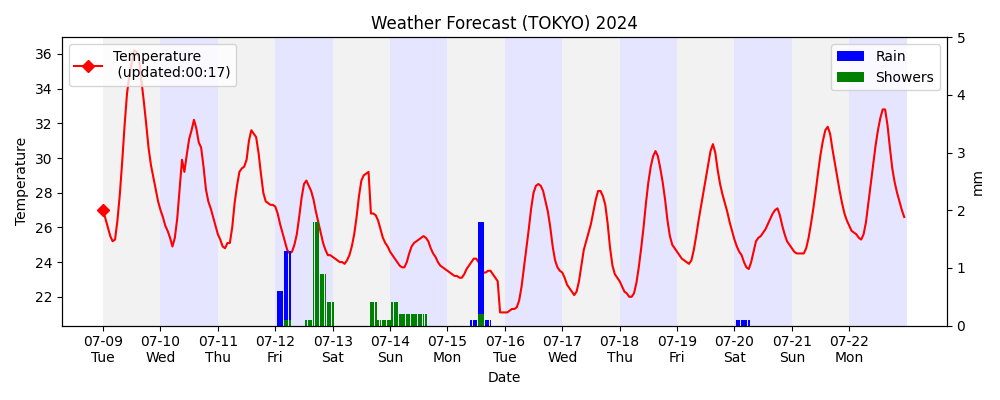 Weather Forecast (TOKYO) 2024
Temperature
(updated:00:17)
Rain
Showers
Temperature
36
34
32
30
28
26
24
22
5
4
3
2
1
0
mm
07-09 07-10 07-11 07-12 07-13 07-14 07-15 07-16 07-17 07-18 07-19 07-20 07-21 07-22
Tue Wed Thu Fri Sat Sun Mon Tue Wed Thu Fri Sat Sun Mon
Date